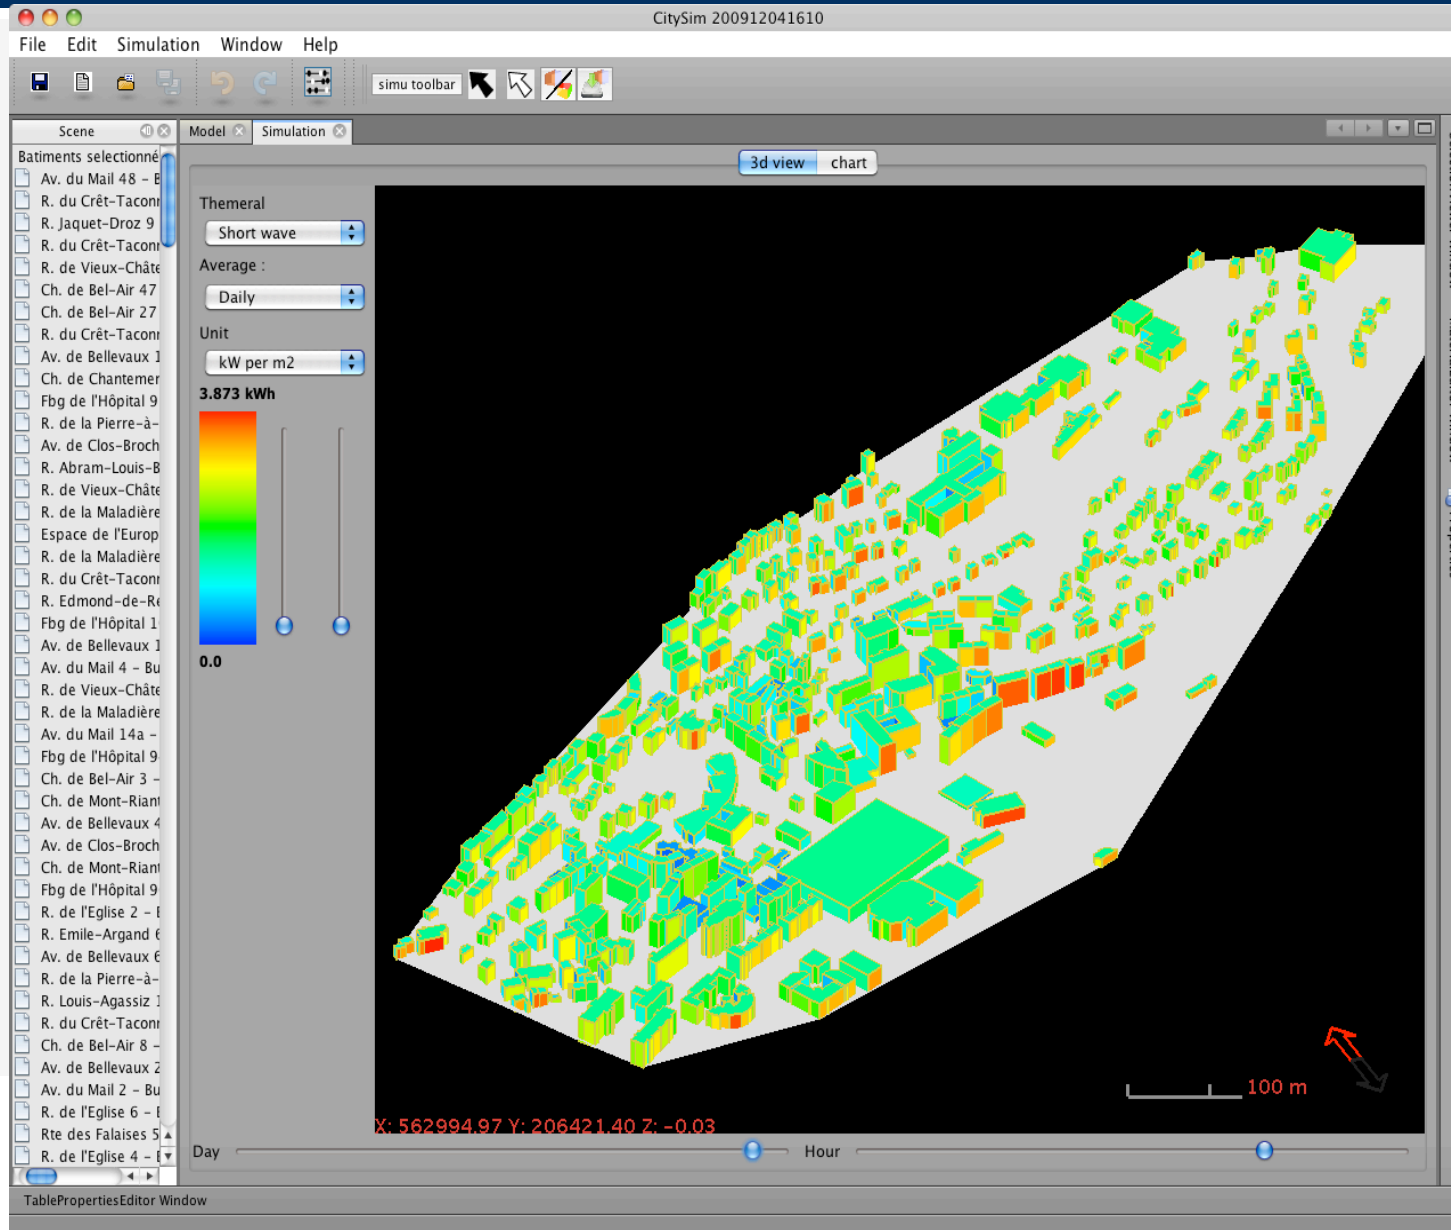 CitySim 200912041610
File Edit Simulation Window Help
simu toolbar
Scene
Model
Simulation
3d view
chart
Batiments selectionné
Av. du Mail 48 – B
R. du Crêt-Taconn
R. Jaquet-Droz 9
R. du Crêt-Taconn
R. de Vieux-Châte
Ch. de Bel-Air 47
Ch. de Bel-Air 27
R. du Crêt-Taconn
Av. de Bellevaux 1
Ch. de Chantemer
Fbg de l'Hôpital 9
R. de la Pierre-à-
Av. de Clos-Broch
R. Abram-Louis-B
R. de Vieux-Châte
R. de la Maladière
Espace de l'Europ
R. de la Maladière
R. du Crêt-Taconn
R. Edmond-de-Re
Fbg de l'Hôpital 1
Av. de Bellevaux 1
Av. du Mail 4 – Bu
R. de Vieux-Châte
R. de la Maladière
Av. du Mail 14a –
Fbg de l'Hôpital 9
Ch. de Bel-Air 3 –
Ch. de Mont-Riant
Av. de Bellevaux 4
Av. de Clos-Broch
Ch. de Mont-Riant
Fbg de l'Hôpital 9
R. de l'Eglise 2 – B
R. Emile-Argand 6
Av. de Bellevaux 6
R. de la Pierre-à-
R. Louis-Agassiz 1
R. du Crêt-Taconn
Ch. de Bel-Air 8 –
Av. de Bellevaux 2
Av. du Mail 2 – Bu
R. de l'Eglise 6 – B
Rte des Falaises 5
R. de l'Eglise 4 – B
Themeral
Short wave
Average :
Daily
Unit
kW per m2
3.873 kWh
0.0
100 m
X: 562994.97 Y: 206421.40 Z: −0.03
Day
Hour
TablePropertiesEditor Window